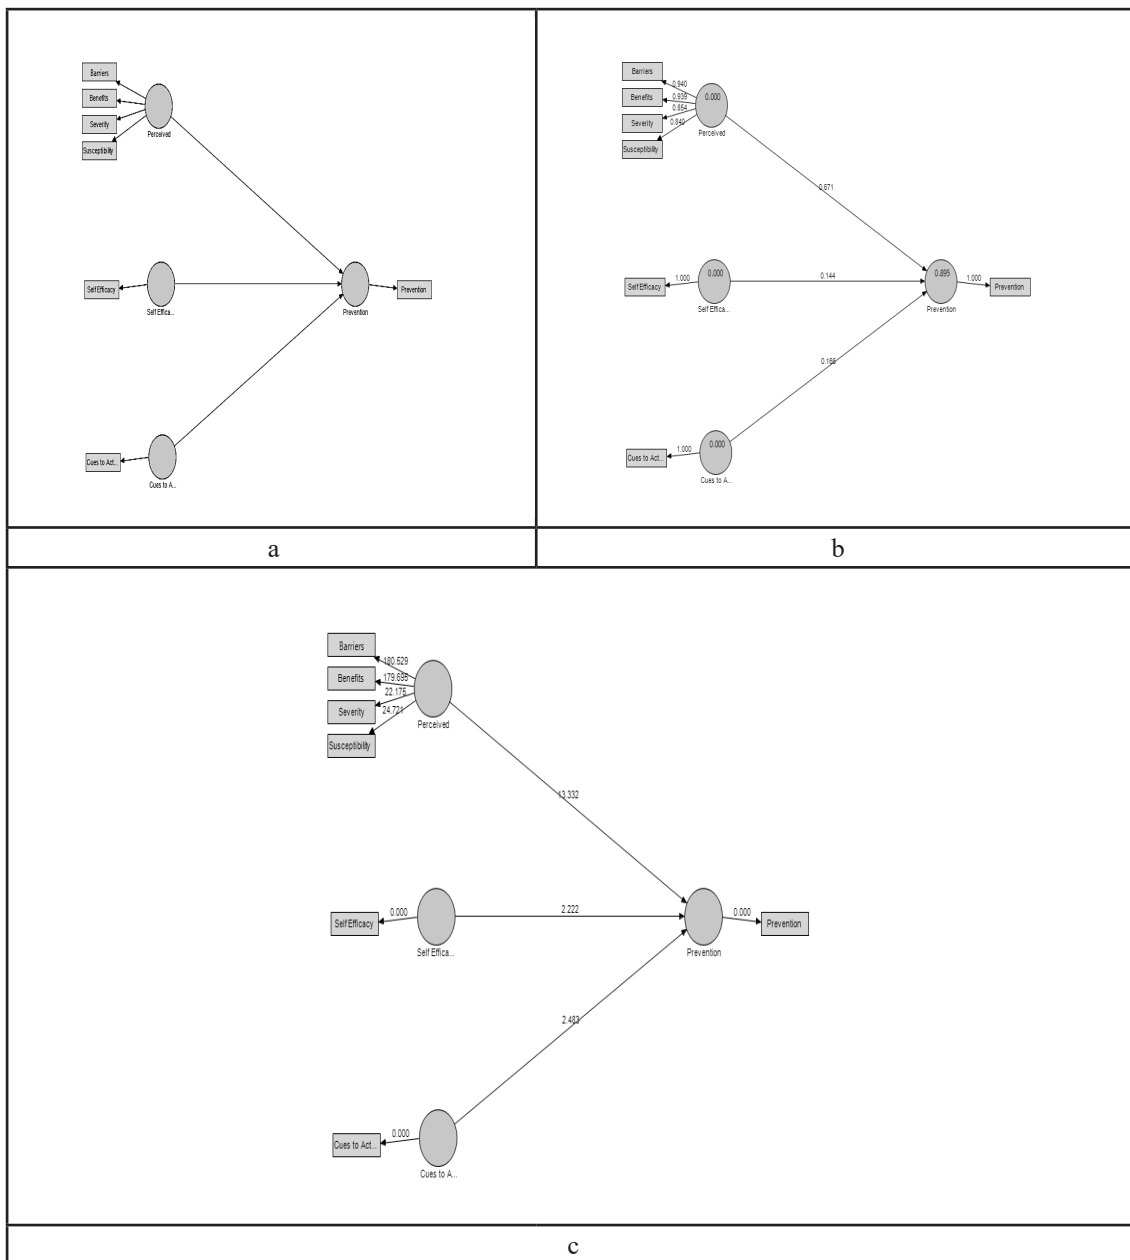 Barriers
Benefits
Severity
Susceptibility
Perceived
Self Efficacy
Self Effica...
Prevention
Prevention
Cues to Act...
Cues to A...
a
Barriers
Benefits
Severity
Susceptibility
0.940
0.939
0.854
0.840
0.000
Perceived
0.671
Self Efficacy
1.000
0.000
Self Effica...
0.144
0.895
Prevention
1.000
Prevention
0.166
Cues to Act...
1.000
0.000
Cues to A...
b
Barriers
Benefits
Severity
Susceptibility
180.529
179.695
22.175
24.721
Perceived
13.332
Self Efficacy
0.000
Self Effica...
2.222
Prevention
0.000
Prevention
2.483
Cues to Act...
0.000
Cues to A...
c